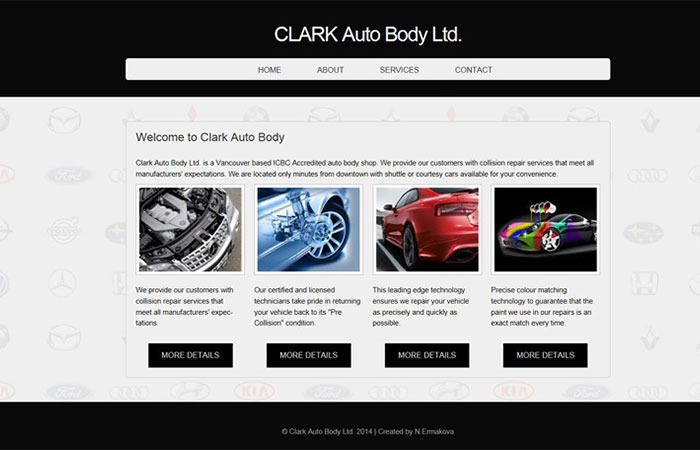 CLARK Auto Body Ltd.
HOME ABOUT SERVICES CONTACT
Welcome to Clark Auto Body
Clark Auto Body Ltd. is a Vancouver based ICBC Accredited auto body shop. We provide our customers with collision repair services that meet all
manufacturers' expectations. We are located only minutes from downtown with shuttle or courtesy cars available for your convenience.
We provide our customers with
collision repair services that
meet all manufacturers' expec-
tations.
MORE DETAILS
Our certified and licensed
technicians take pride in returning
your vehicle back to its "Pre
Collision" condition.
MORE DETAILS
This leading edge technology
ensures we repair your vehicle
as precisely and quickly as
possible.
MORE DETAILS
Precise colour matching
technology to guarantee that the
paint we use in our repairs is an
exact match every time.
MORE DETAILS
© Clark Auto Body Ltd. 2014 | Created by N.Ermakova